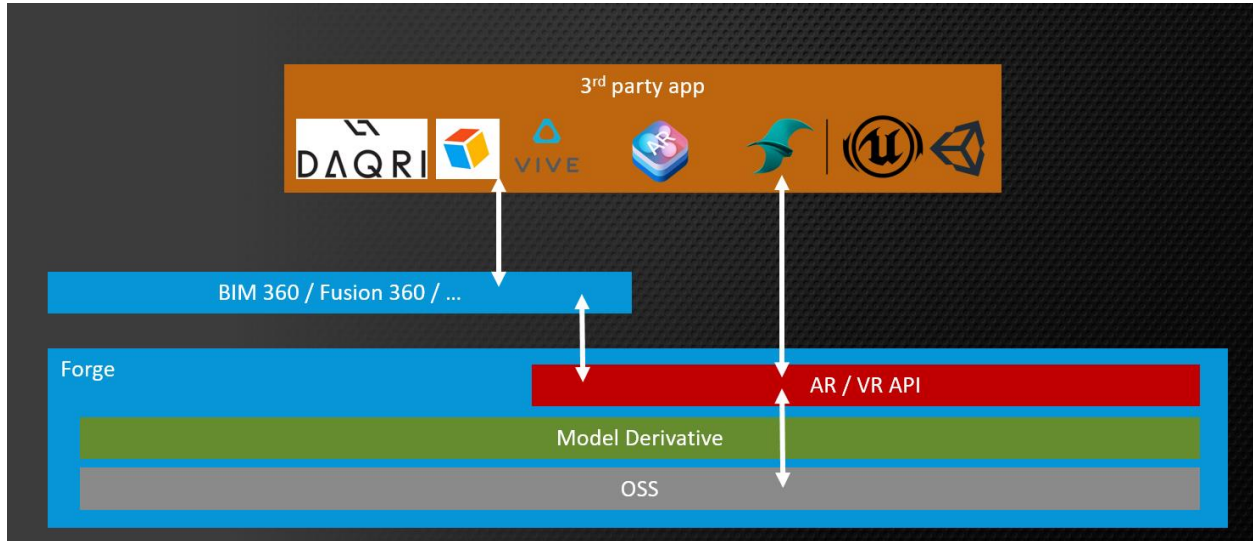 3rd party app
DAQRI
VIVE
AR
BIM 360 / Fusion 360 / ...
Forge
AR / VR API
Model Derivative
OSS